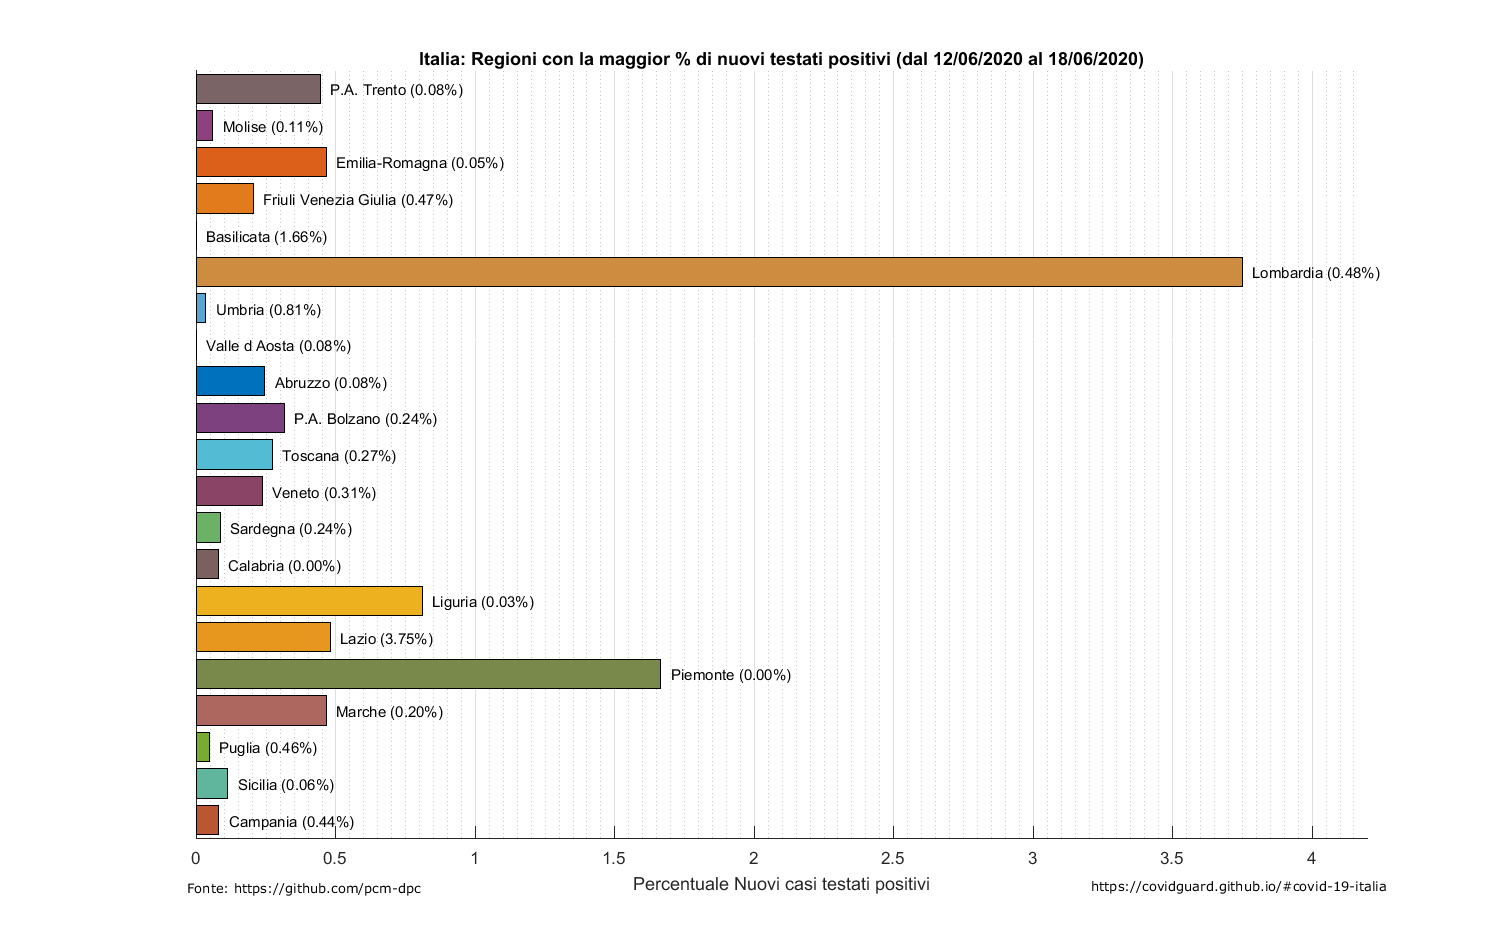 Italia: Regioni con la maggior % di nuovi testati positivi (dal 12/06/2020 al 18/06/2020)
P.A. Trento (0.08%)
Molise (0.11%)
Emilia-Romagna (0.05%)
Friuli Venezia Giulia (0.47%)
Basilicata (1.66%)
Lombardia (0.48%)
Umbria (0.81%)
Valle d Aosta (0.08%)
Abruzzo (0.08%)
P.A. Bolzano (0.24%)
Toscana (0.27%)
Veneto (0.31%)
Sardegna (0.24%)
Calabria (0.00%)
Liguria (0.03%)
Lazio (3.75%)
Piemonte (0.00%)
Marche (0.20%)
Puglia (0.46%)
Sicilia (0.06%)
Campania (0.44%)
0 0.5 1 1.5 2 2.5 3 3.5 4
Percentuale Nuovi casi testati positivi
Fonte: https://github.com/pcm-dpc
https://covidguard.github.io/#covid-19-italia